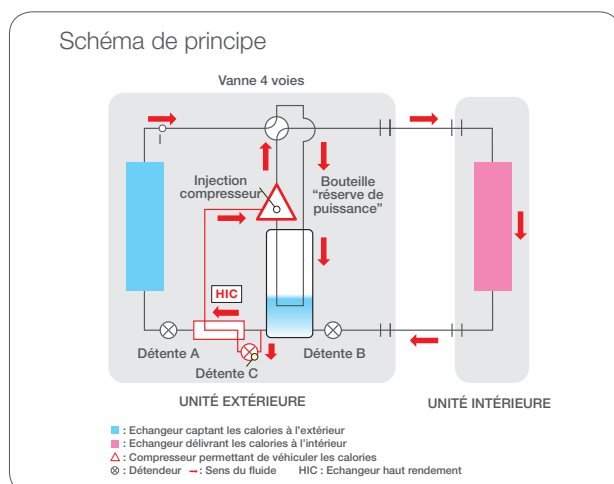 Schéma de principe
Vanne 4 voies
Injection
compresseur
Bouteille
“réserve de
puissance”
HIC
Détente A
Détente B
Détente C
UNITÉ EXTÉRIEURE
UNITÉ INTÉRIEURE
: Echangeur captant les calories à l’extérieur
: Echangeur délivrant les calories à l’intérieur
: Compresseur permettant de véhiculer les calories
: Détendeur : Sens du fluide HIC : Echangeur haut rendement